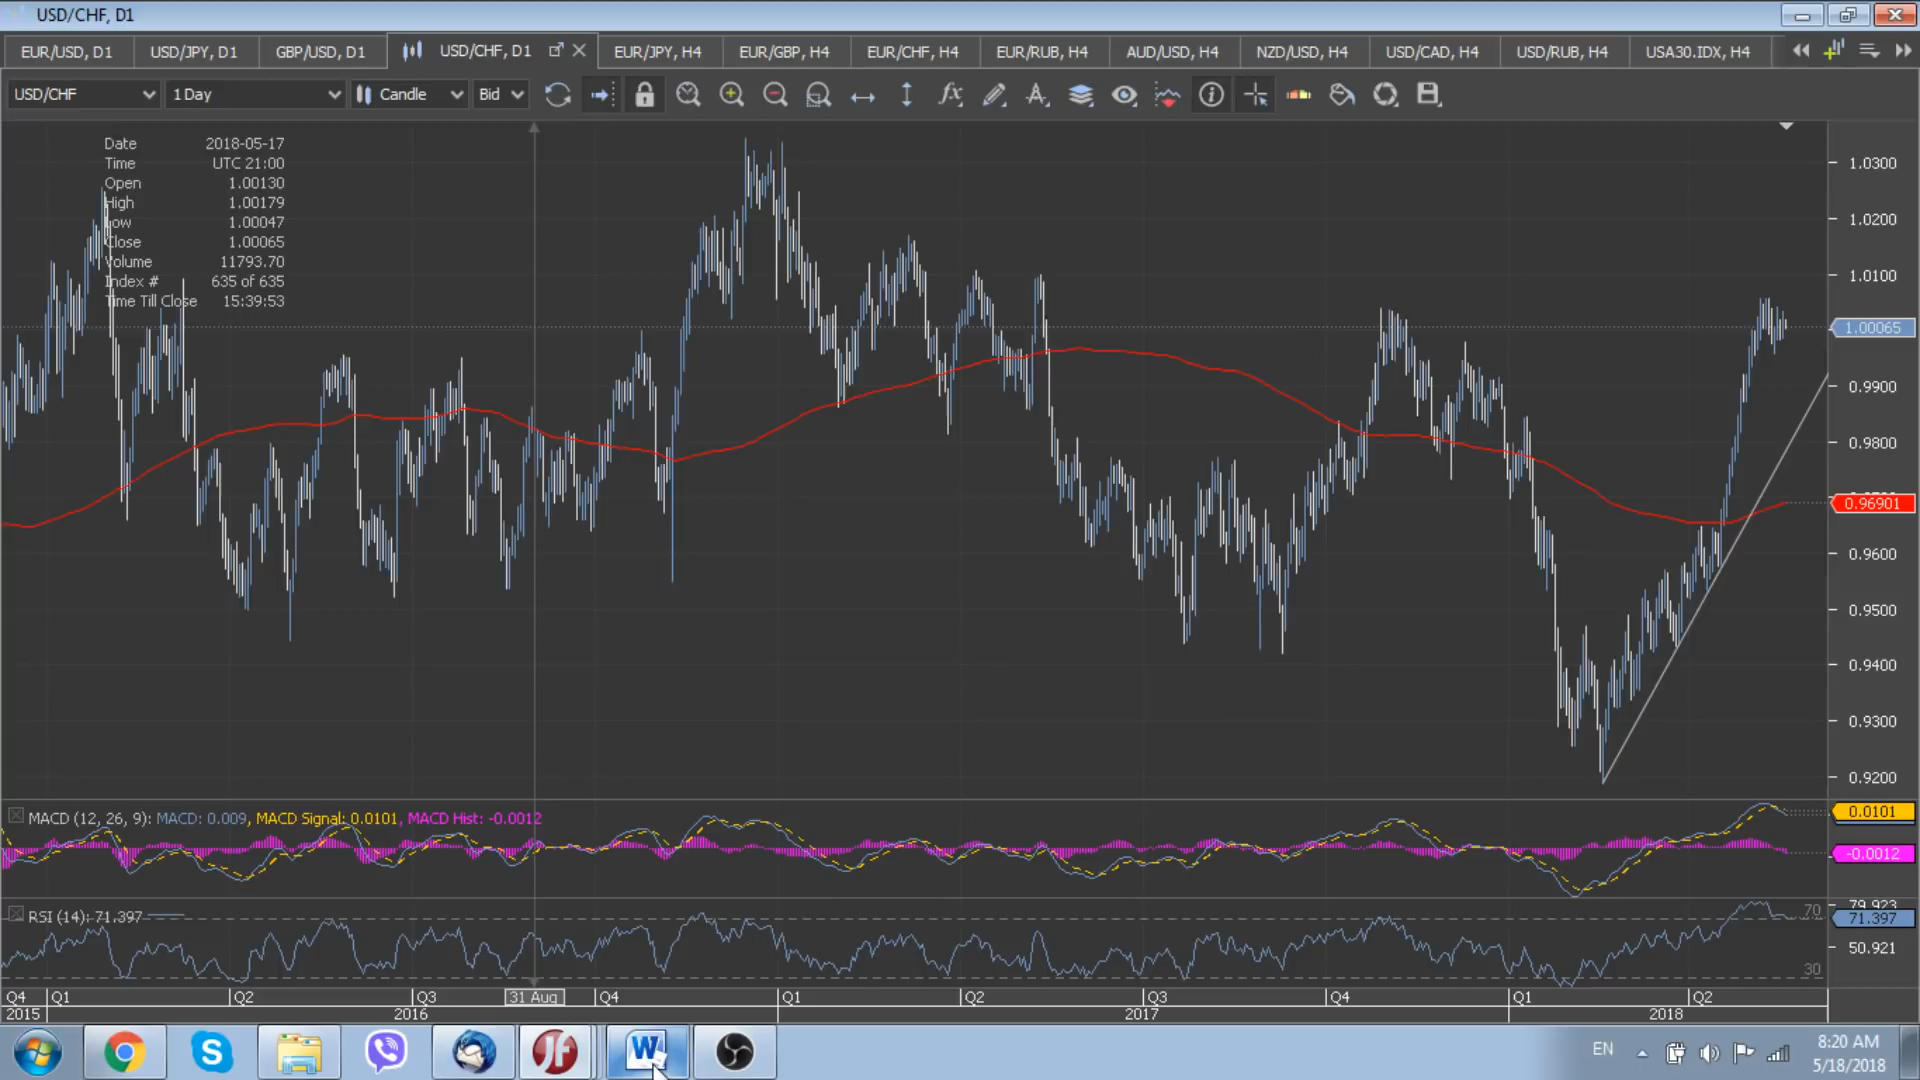 USD/CHF, D1
EUR/USD, D1 USD/JPY, D1 GBP/USD, D1 USD/CHF, D1 EUR/JPY, H4 EUR/GBP, H4 EUR/CHF, H4 EUR/RUB, H4 AUD/USD, H4 NZD/USD, H4 USD/CAD, H4 USD/RUB, H4 USA30.IDX, H4
USD/CHF 1 Day Candle Bid
Date 2018-05-17
Time UTC 21:00
Open 1.00130
High 1.00179
Low 1.00047
Close 1.00065
Volume 11793.70
Index # 635 of 635
Time Till Close 15:39:53
1.0300
1.0200
1.0100
1.00065
0.9900
0.9800
0.96901
0.9600
0.9500
0.9400
0.9300
0.9200
MACD (12, 26, 9): MACD: 0.009, MACD Signal: 0.0101, MACD Hist: -0.0012
0.0101
-0.0012
RSI (14): 71.397
70 79.923
71.397
50.921
30
Q4 Q1 Q2 Q3 31 Aug Q4 Q1 Q2 Q3 Q4 Q1 Q2
2015 2016 2017 2018
EN
8:20 AM
5/18/2018